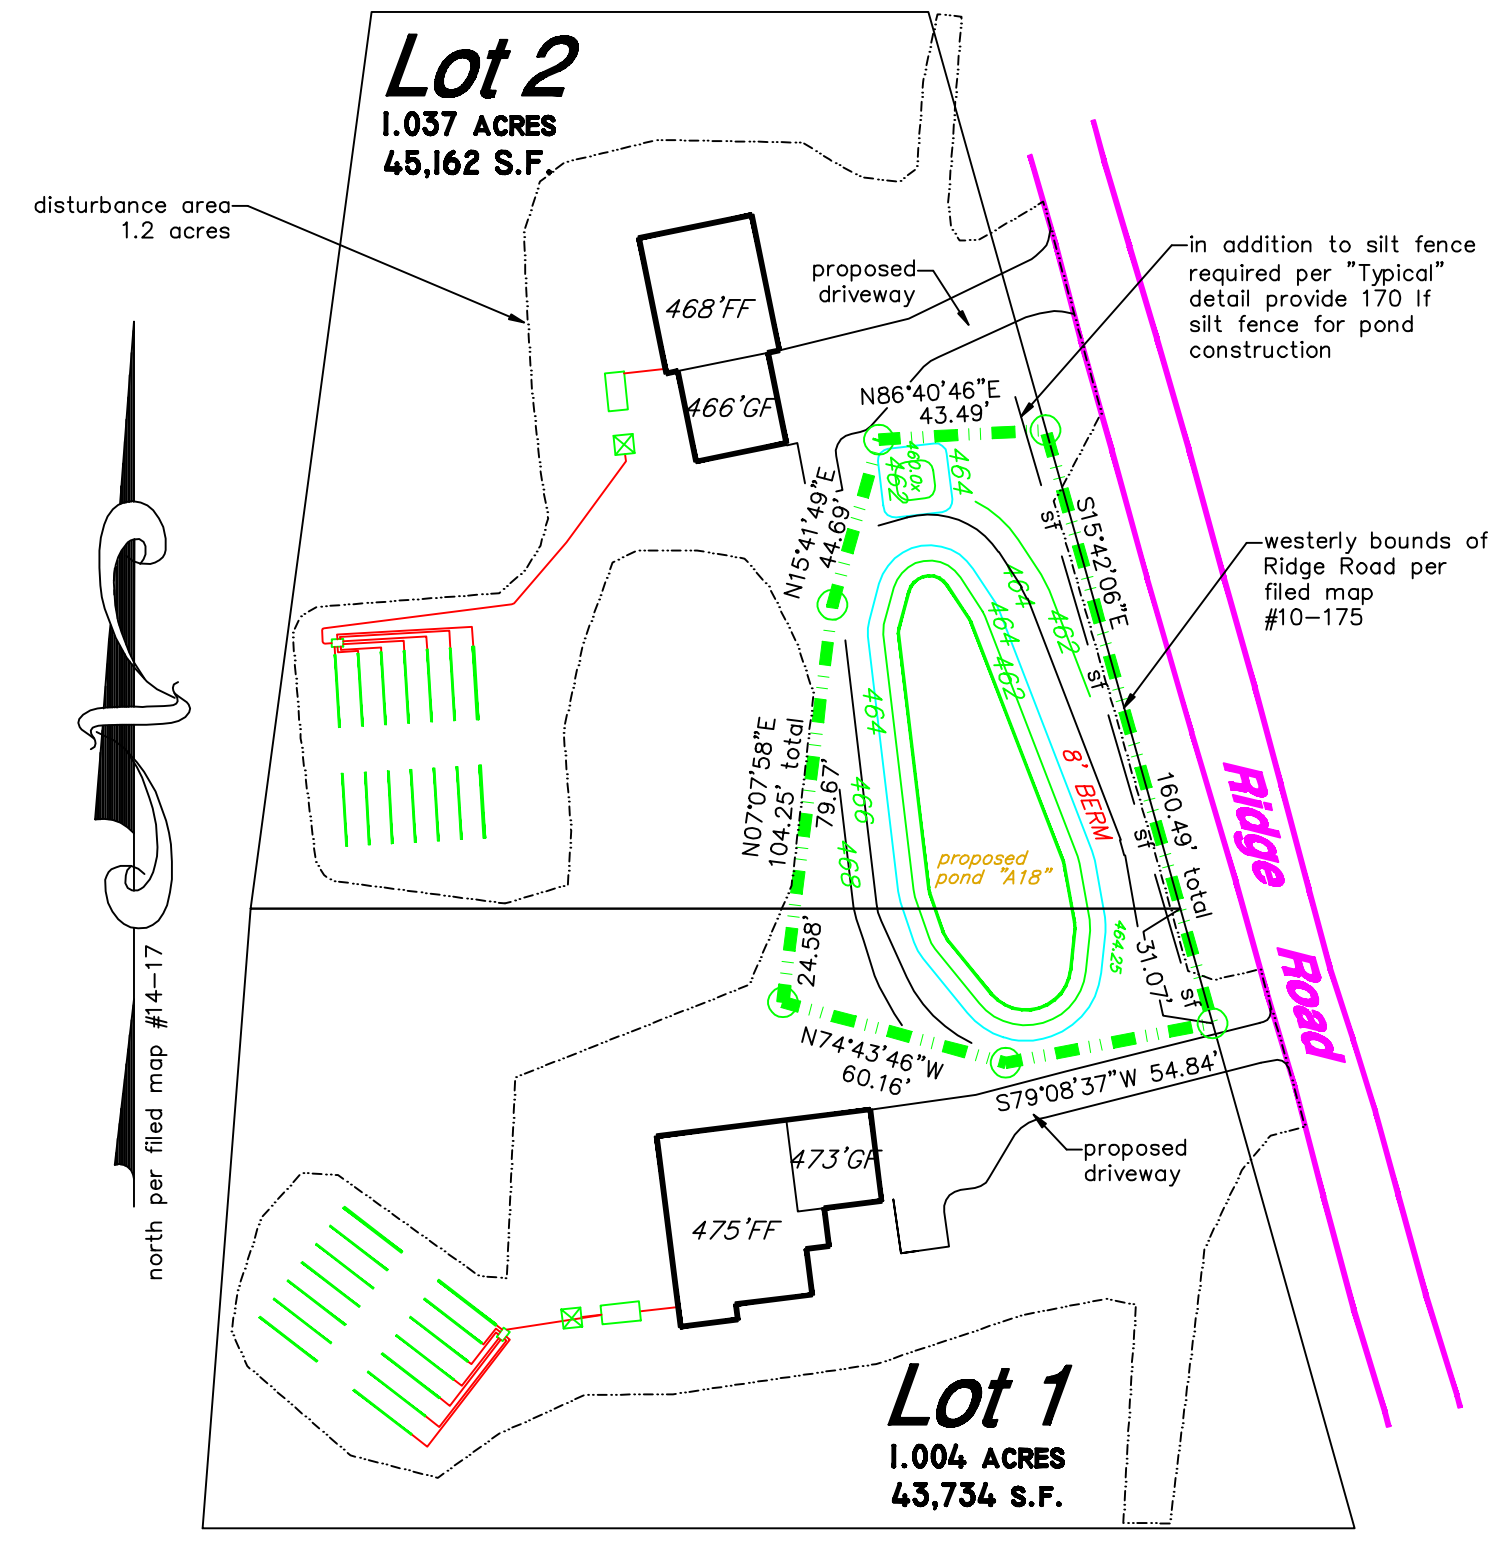 Lot 2
1.037 ACRES
45,162 S.F.
disturbance area
1.2 acres
468'FF
466'GF
proposed
driveway
in addition to silt fence
required per "Typical"
detail provide 170 lf
silt fence for pond
construction
N86°40'46"E
43.49'
460.0x
462
464
N15°41'49"E
44.69'
sf
S15°42'06"E
westerly bounds of
Ridge Road per
filed map
#10-175
464
462
464
462
sf
464
N07°07'58"E
104.25' total
79.67'
466
468
8' BERM
160.49' total
sf
Ridge Road
proposed
pond "A18"
464.25
31.07'
sf
24.58'
N74°43'46"W
60.16'
S79°08'37"W 54.84'
proposed
driveway
473'GF
475'FF
north per filed map #14-17
Lot 1
1.004 ACRES
43,734 S.F.